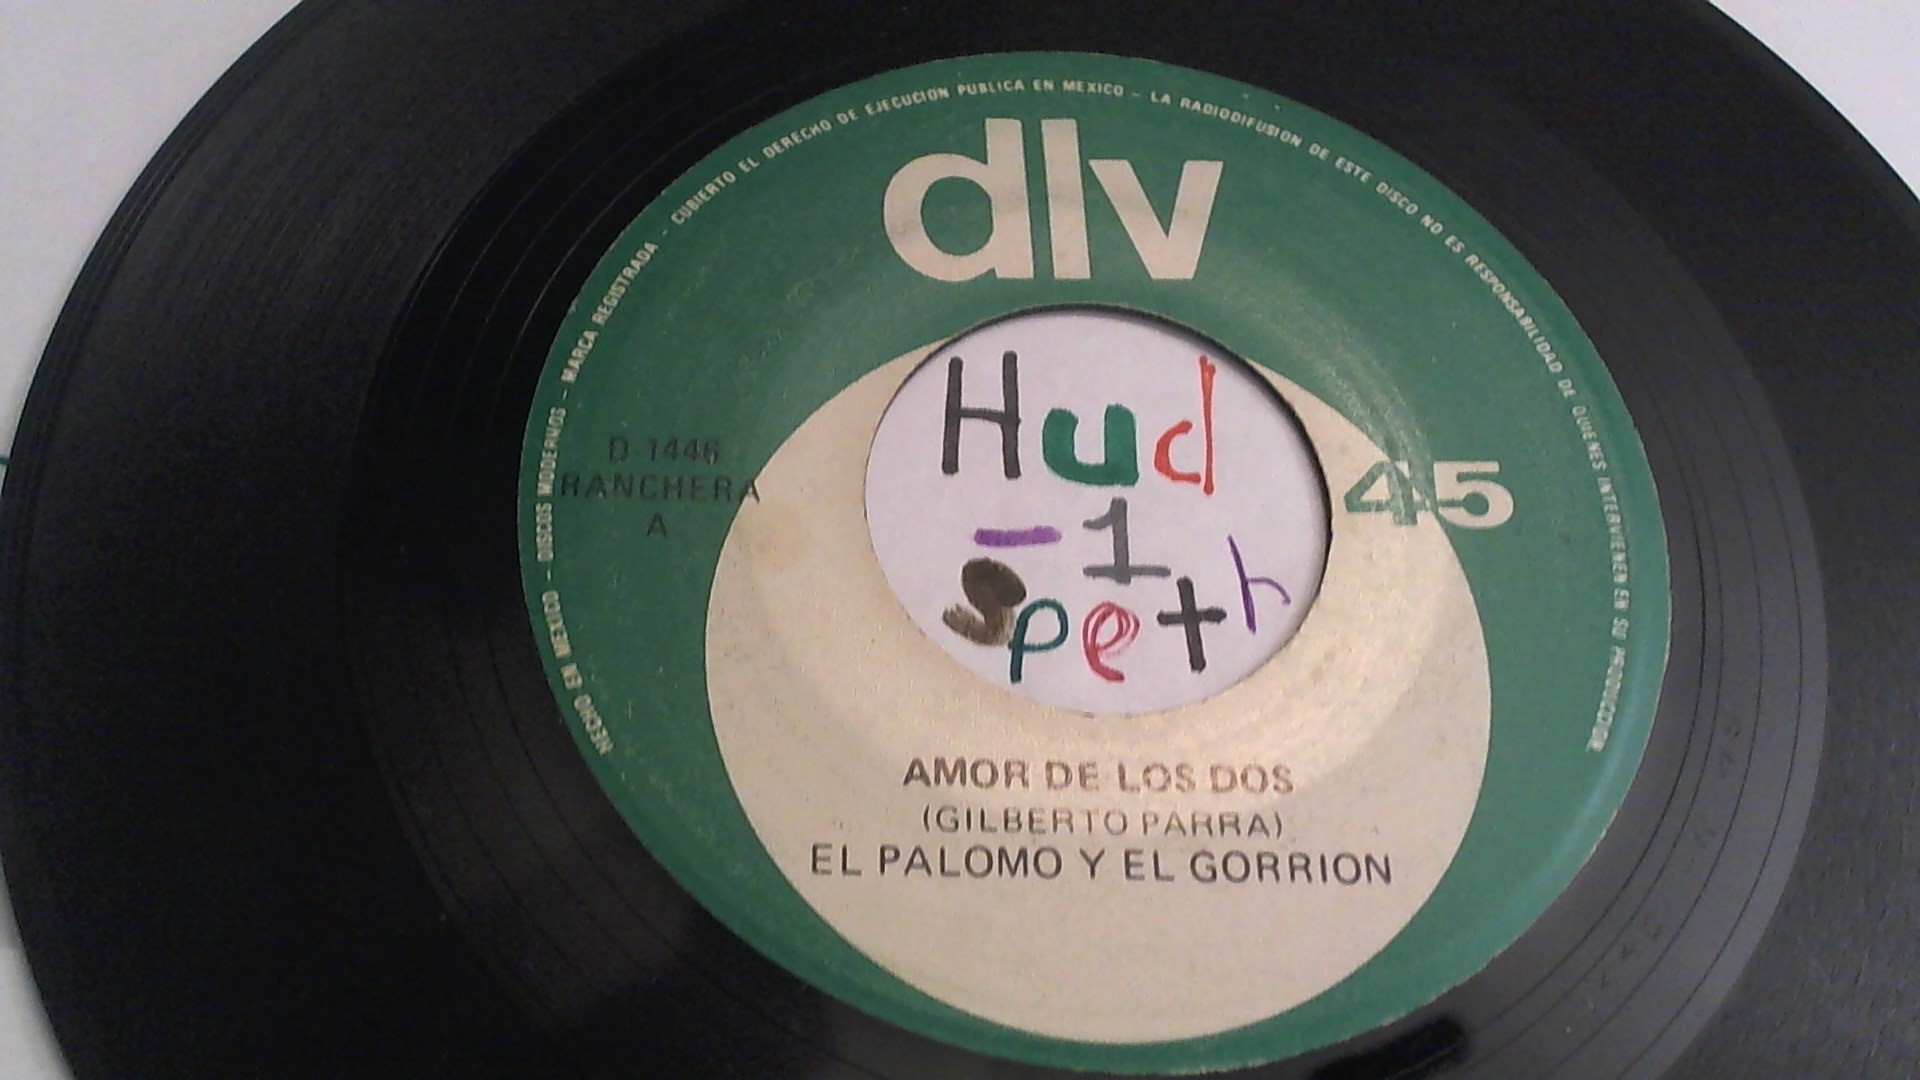 HECHO EN MEXICO - DISCOS MODERNOS - MARCA REGISTRADA - CUBIERTO EL DERECHO DE EJECUCION PUBLICA EN MEXICO - LA RADIODIFUSION DE ESTE DISCO NO ES RESPONSABILIDAD DE QUIENES INTERVIENEN EN SU PRODUCCION
dlv
D 1446
RANCHERA
A
45
Hud
-1
Speth
AMOR DE LOS DOS
(GILBERTO PARRA)
EL PALOMO Y EL GORRION